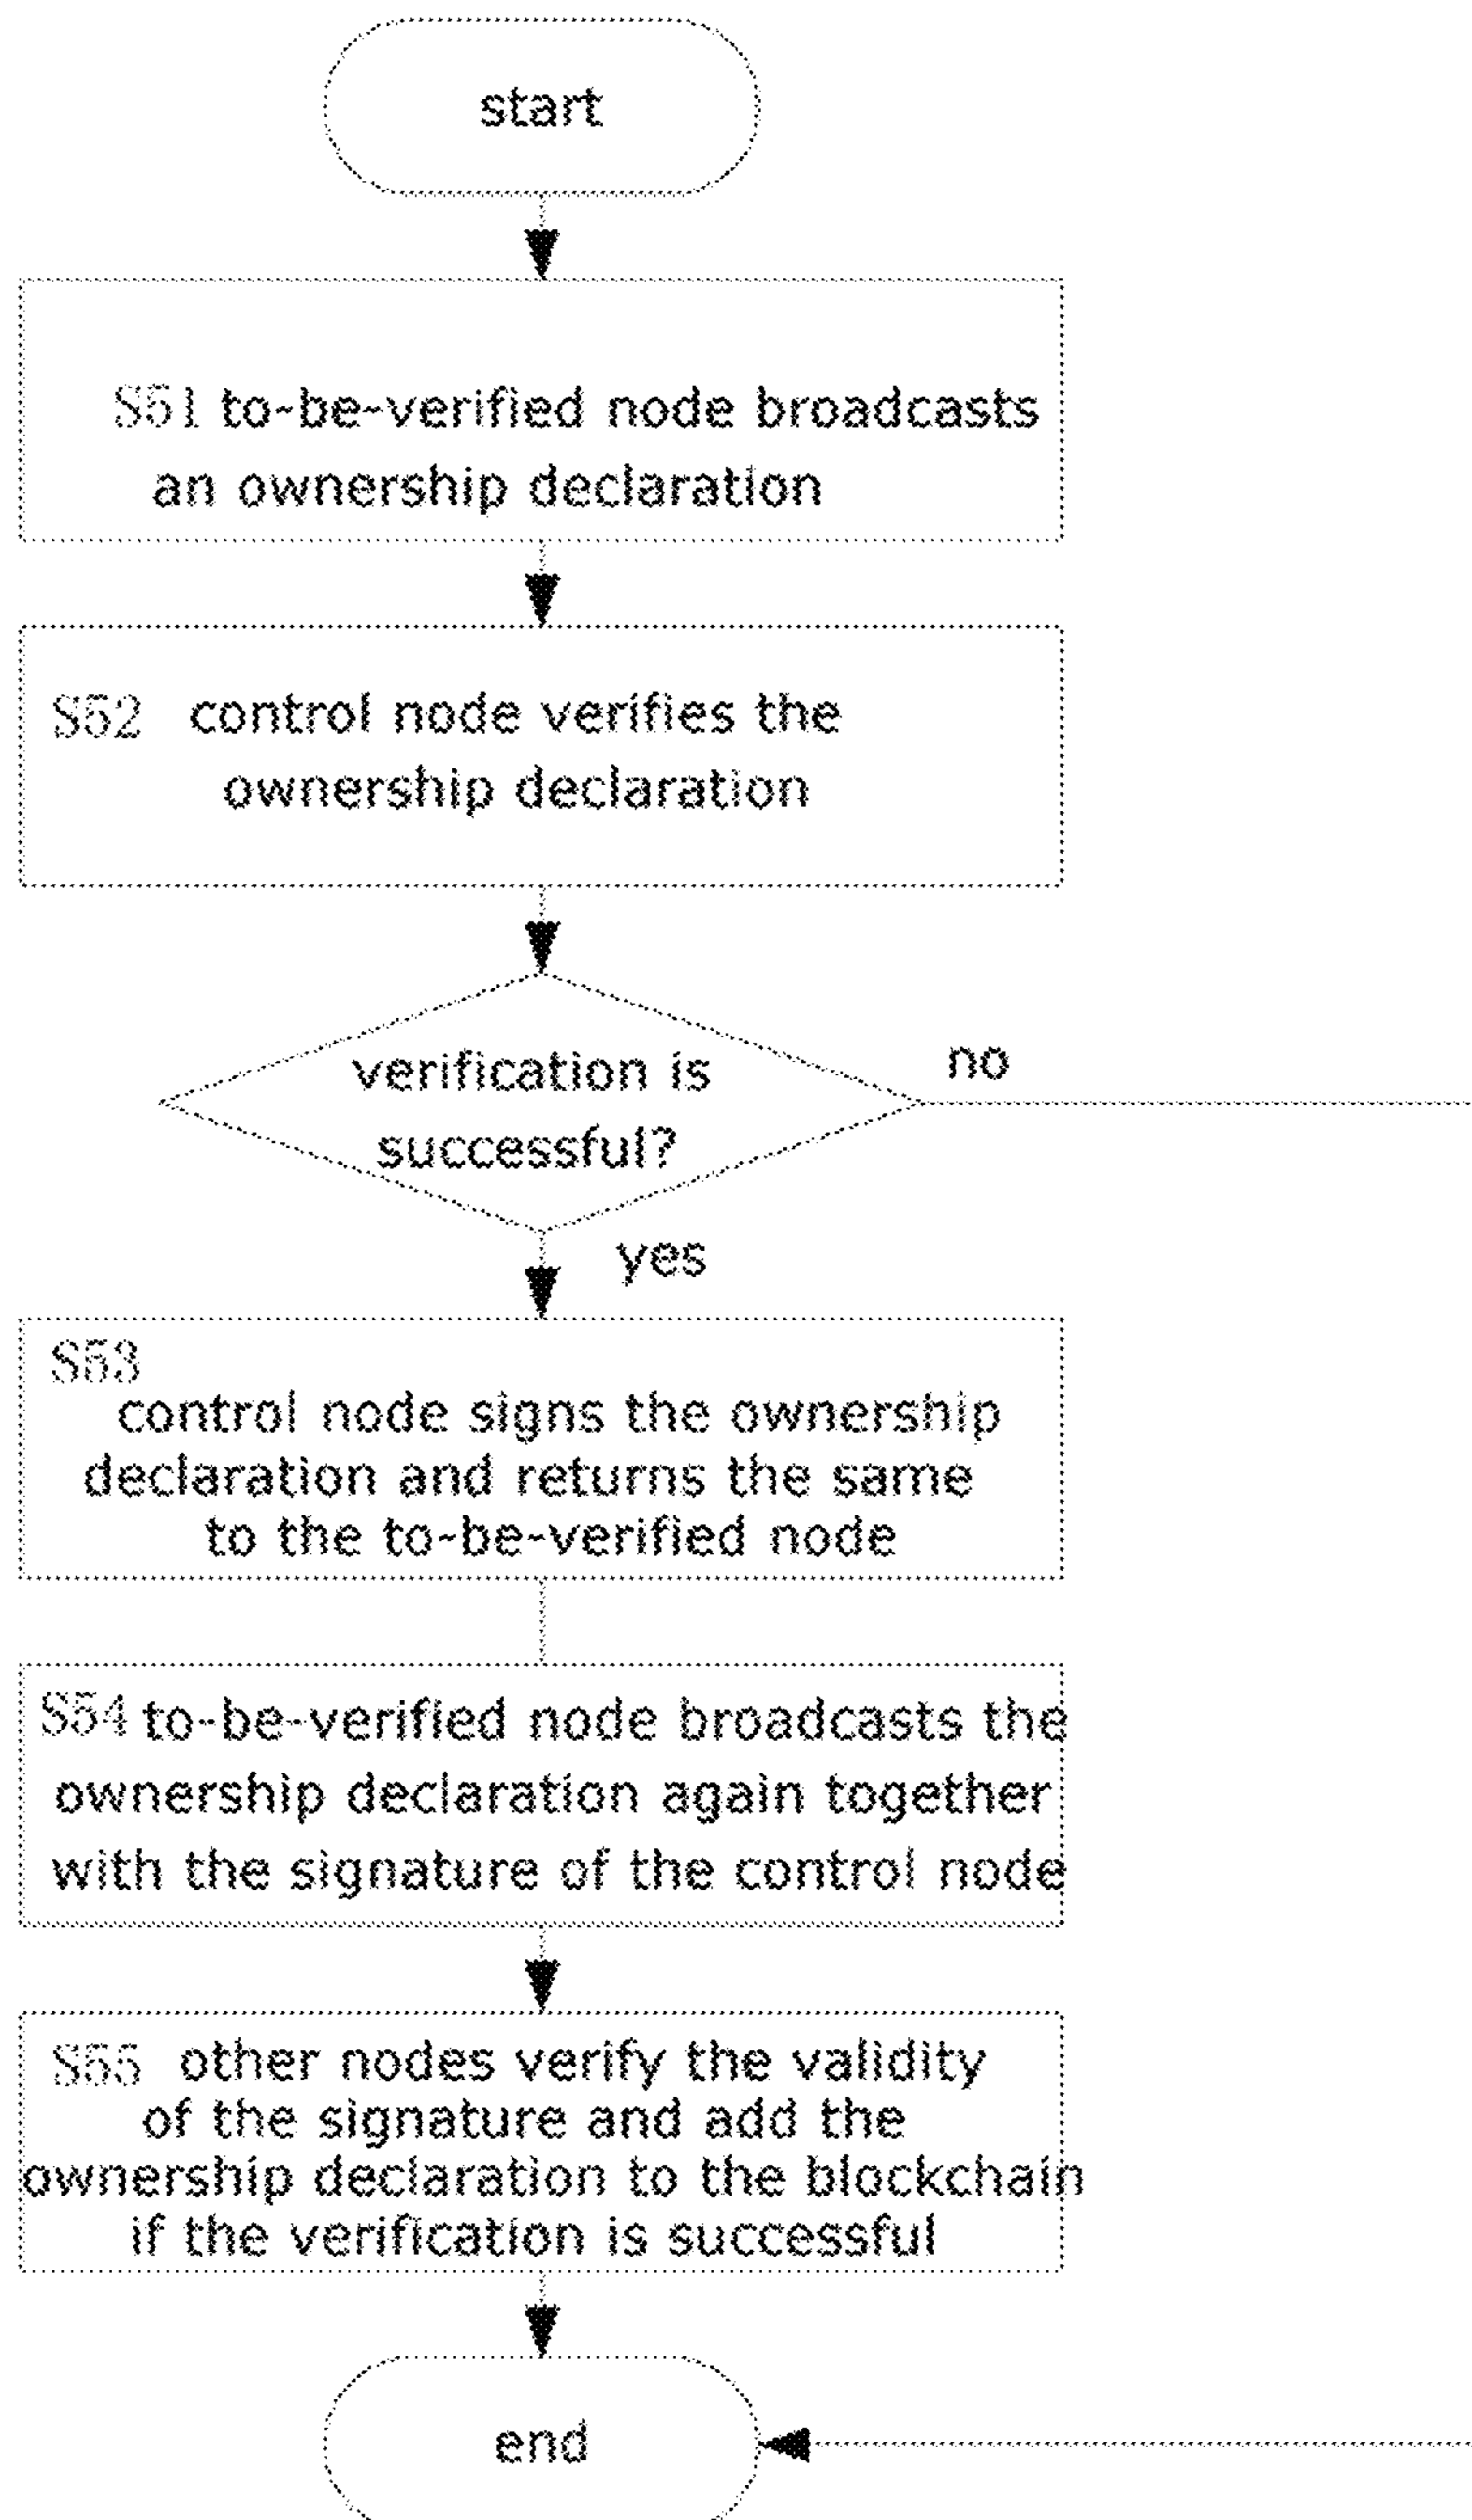 start
S51 to-be-verified node broadcasts
an ownership declaration
S52 control node verifies the
ownership declaration
verification is
successful?
no
yes
S53
control node signs the ownership
declaration and returns the same
to the to-be-verified node
S54 to-be-verified node broadcasts the
ownership declaration again together
with the signature of the control node
S55 other nodes verify the validity
of the signature and add the
ownership declaration to the blockchain
if the verification is successful
end